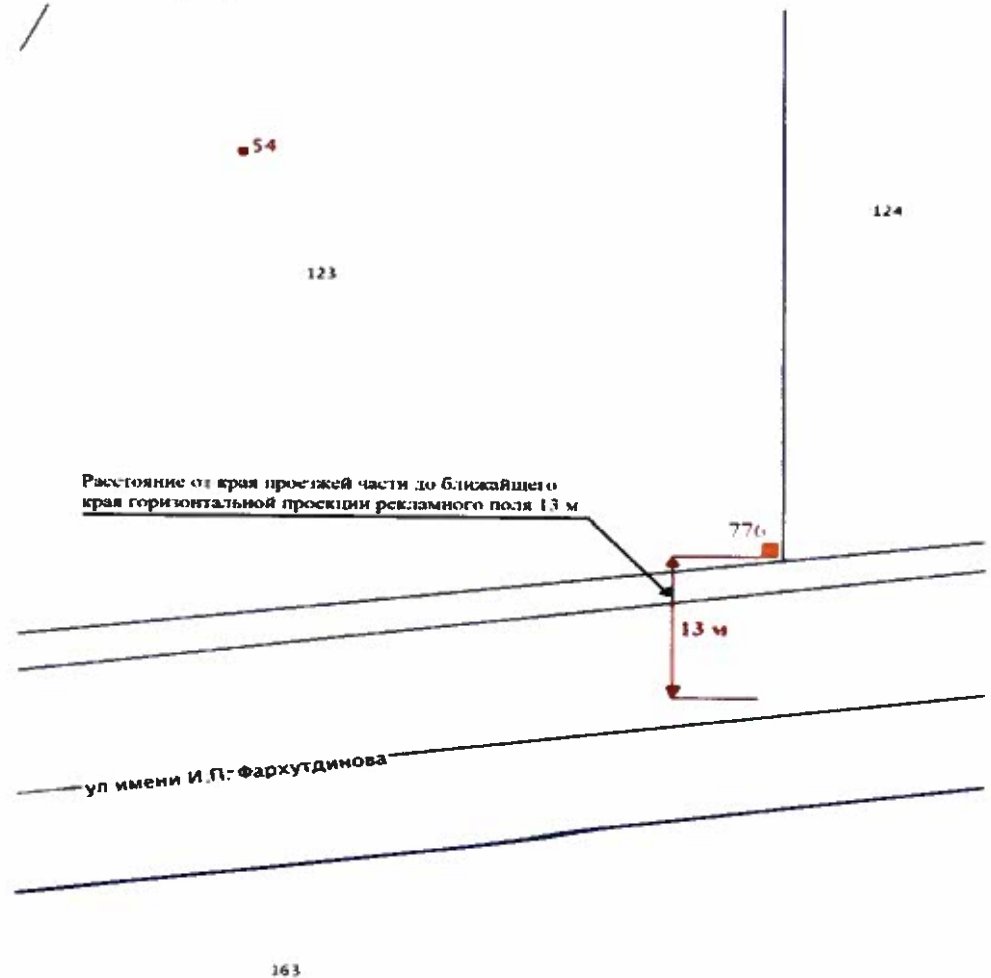 54
124
123
Расстояние от края проезжей части до ближайшего
края горизонтальной проекции рекламного поля 13 м
776
13 м
ул имени И.П. Фархутдинова
163